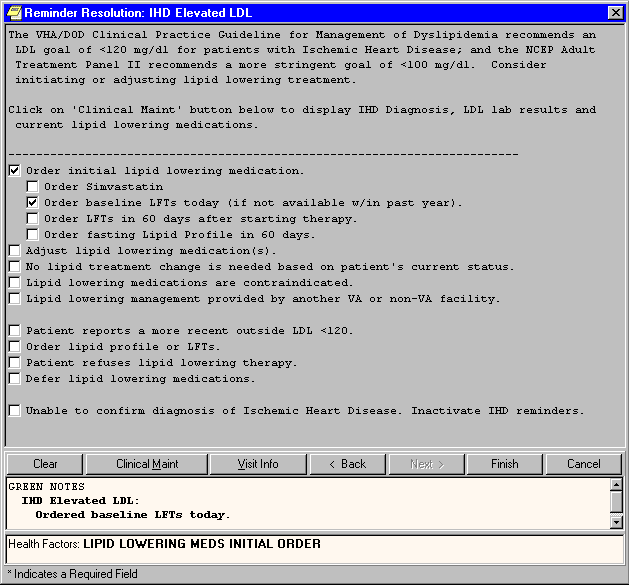 Reminder Resolution: IHD Elevated LDL
The VHA/DOD Clinical Practice Guideline for Management of Dyslipidemia recommends an
LDL goal of <120 mg/dl for patients with Ischemic Heart Disease; and the NCEP Adult
Treatment Panel II recommends a more stringent goal of <100 mg/dl. Consider
initiating or adjusting lipid lowering treatment.
Click on 'Clinical Maint' button below to display IHD Diagnosis, LDL lab results and
current lipid lowering medications.
-------------------------------------------------------------------------
Order initial lipid lowering medication.
Order Simvastatin
Order baseline LFTs today (if not available w/in past year).
Order LFTs in 60 days after starting therapy.
Order fasting Lipid Profile in 60 days.
Adjust lipid lowering medication(s).
No lipid treatment change is needed based on patient's current status.
Lipid lowering medications are contraindicated.
Lipid lowering management provided by another VA or non-VA facility.
Patient reports a more recent outside LDL <120.
Order lipid profile or LFTs.
Patient refuses lipid lowering therapy.
Defer lipid lowering medications.
Unable to confirm diagnosis of Ischemic Heart Disease. Inactivate IHD reminders.
Clear Clinical Maint Visit Info < Back Next > Finish Cancel
GREEN NOTES
IHD Elevated LDL:
Ordered baseline LFTs today.
Health Factors: LIPID LOWERING MEDS INITIAL ORDER
* Indicates a Required Field